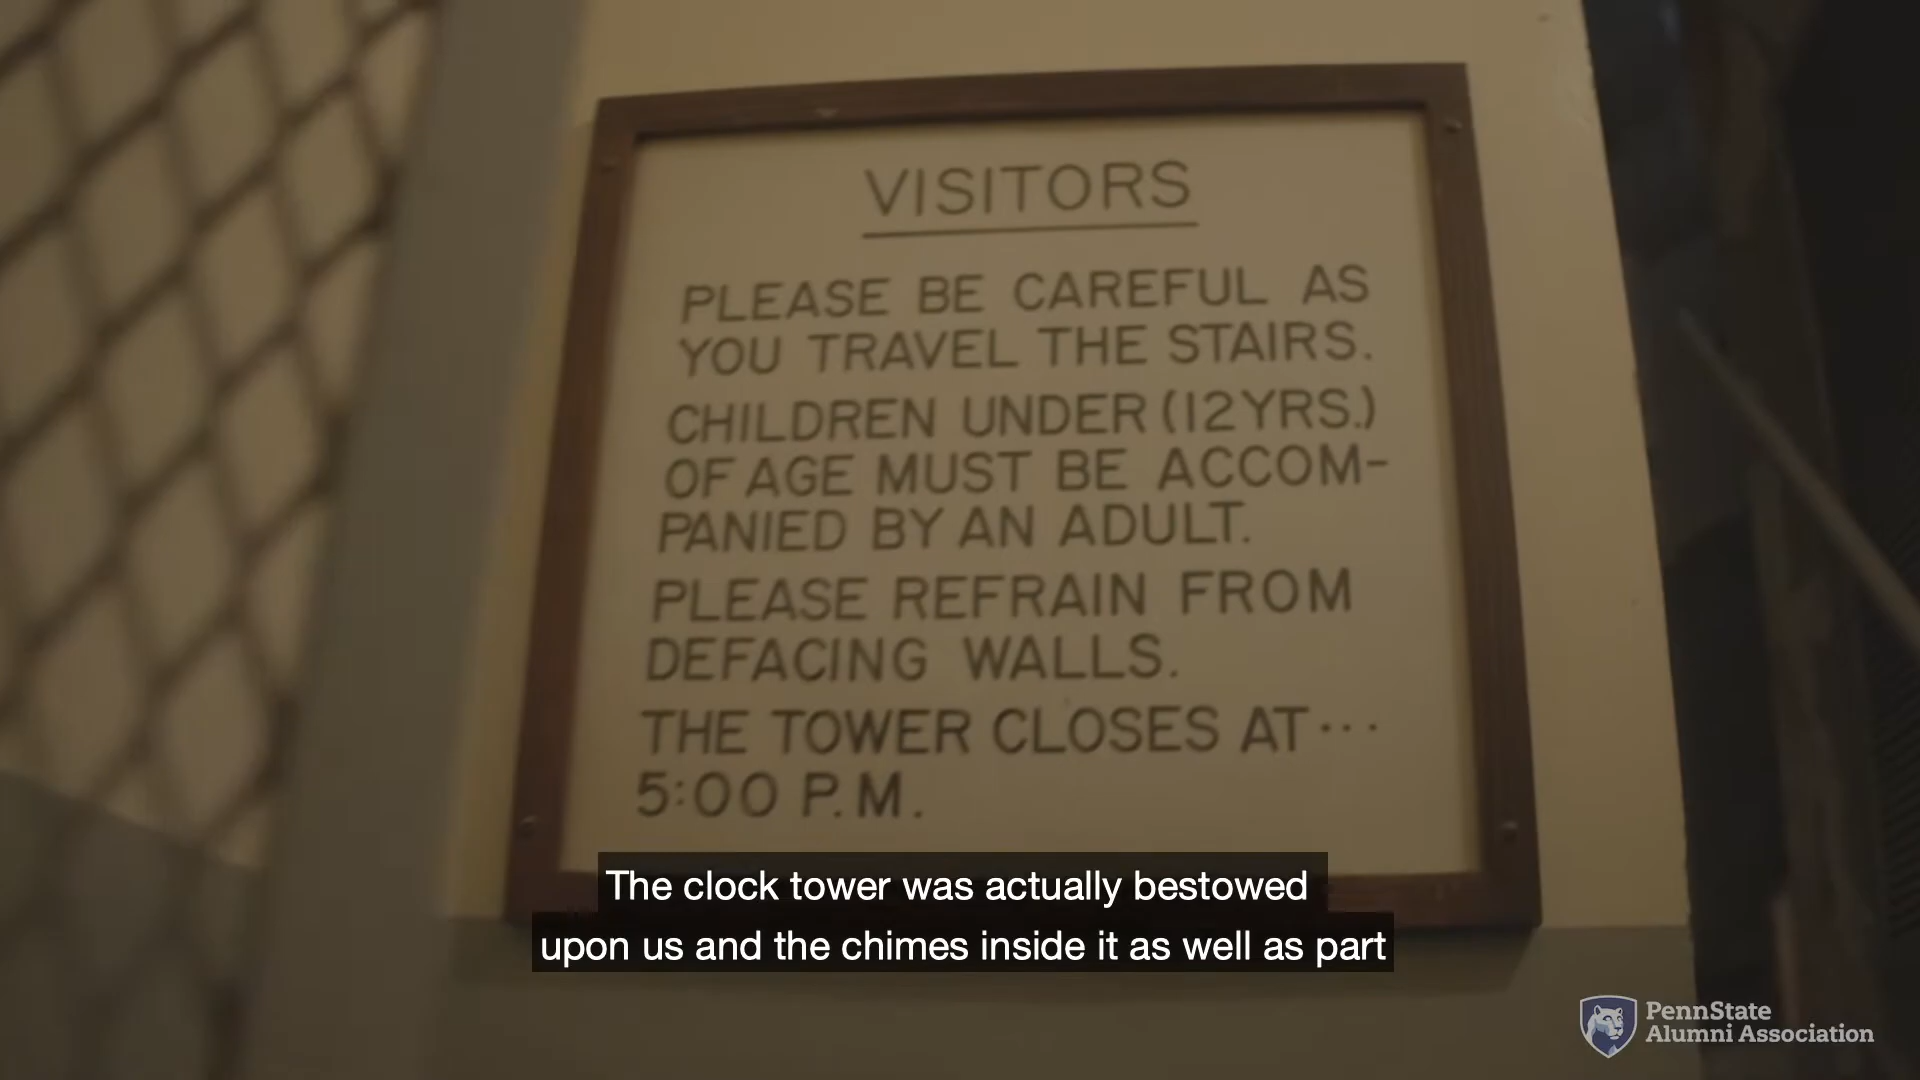 VISITORS
PLEASE BE CAREFUL AS
YOU TRAVEL THE STAIRS.
CHILDREN UNDER (12YRS.)
OF AGE MUST BE ACCOM-
PANIED BY AN ADULT.
PLEASE REFRAIN FROM
DEFACING WALLS.
THE TOWER CLOSES AT...
5:00 P.M.
The clock tower was actually bestowed
upon us and the chimes inside it as well as part
PennState
Alumni Association